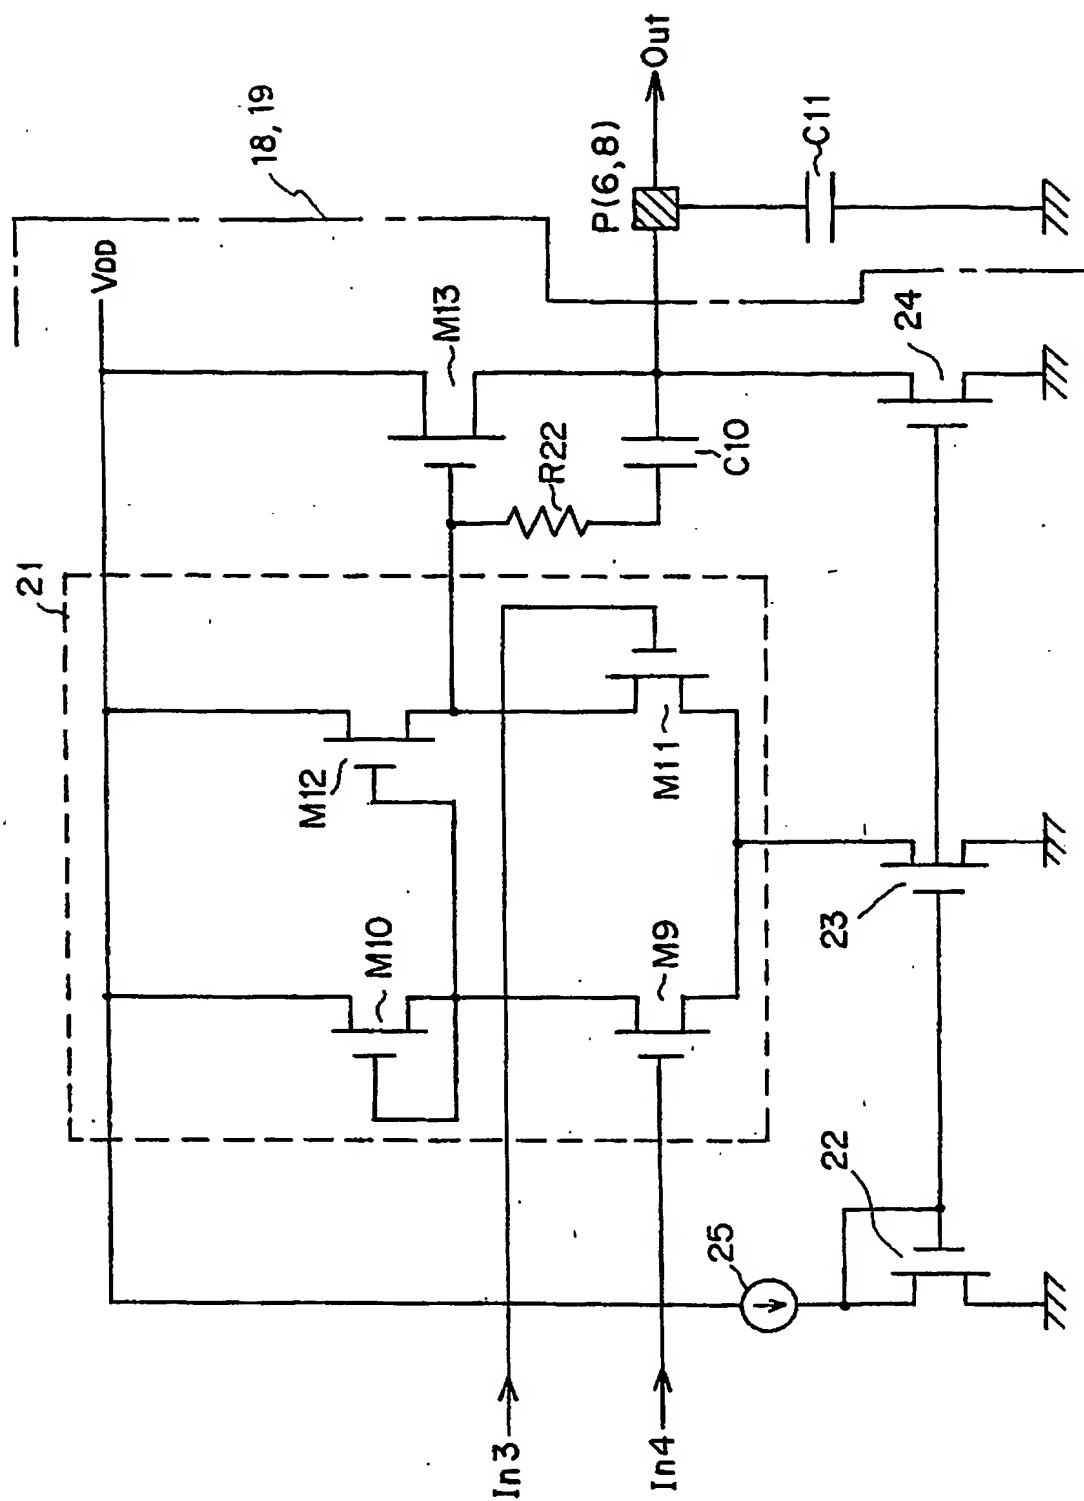 18, 19
VDD
Out
P(6,8)
C11
M13
24
R22
C10
21
M12
M11
M10
M9
23
22
25
In3
In4